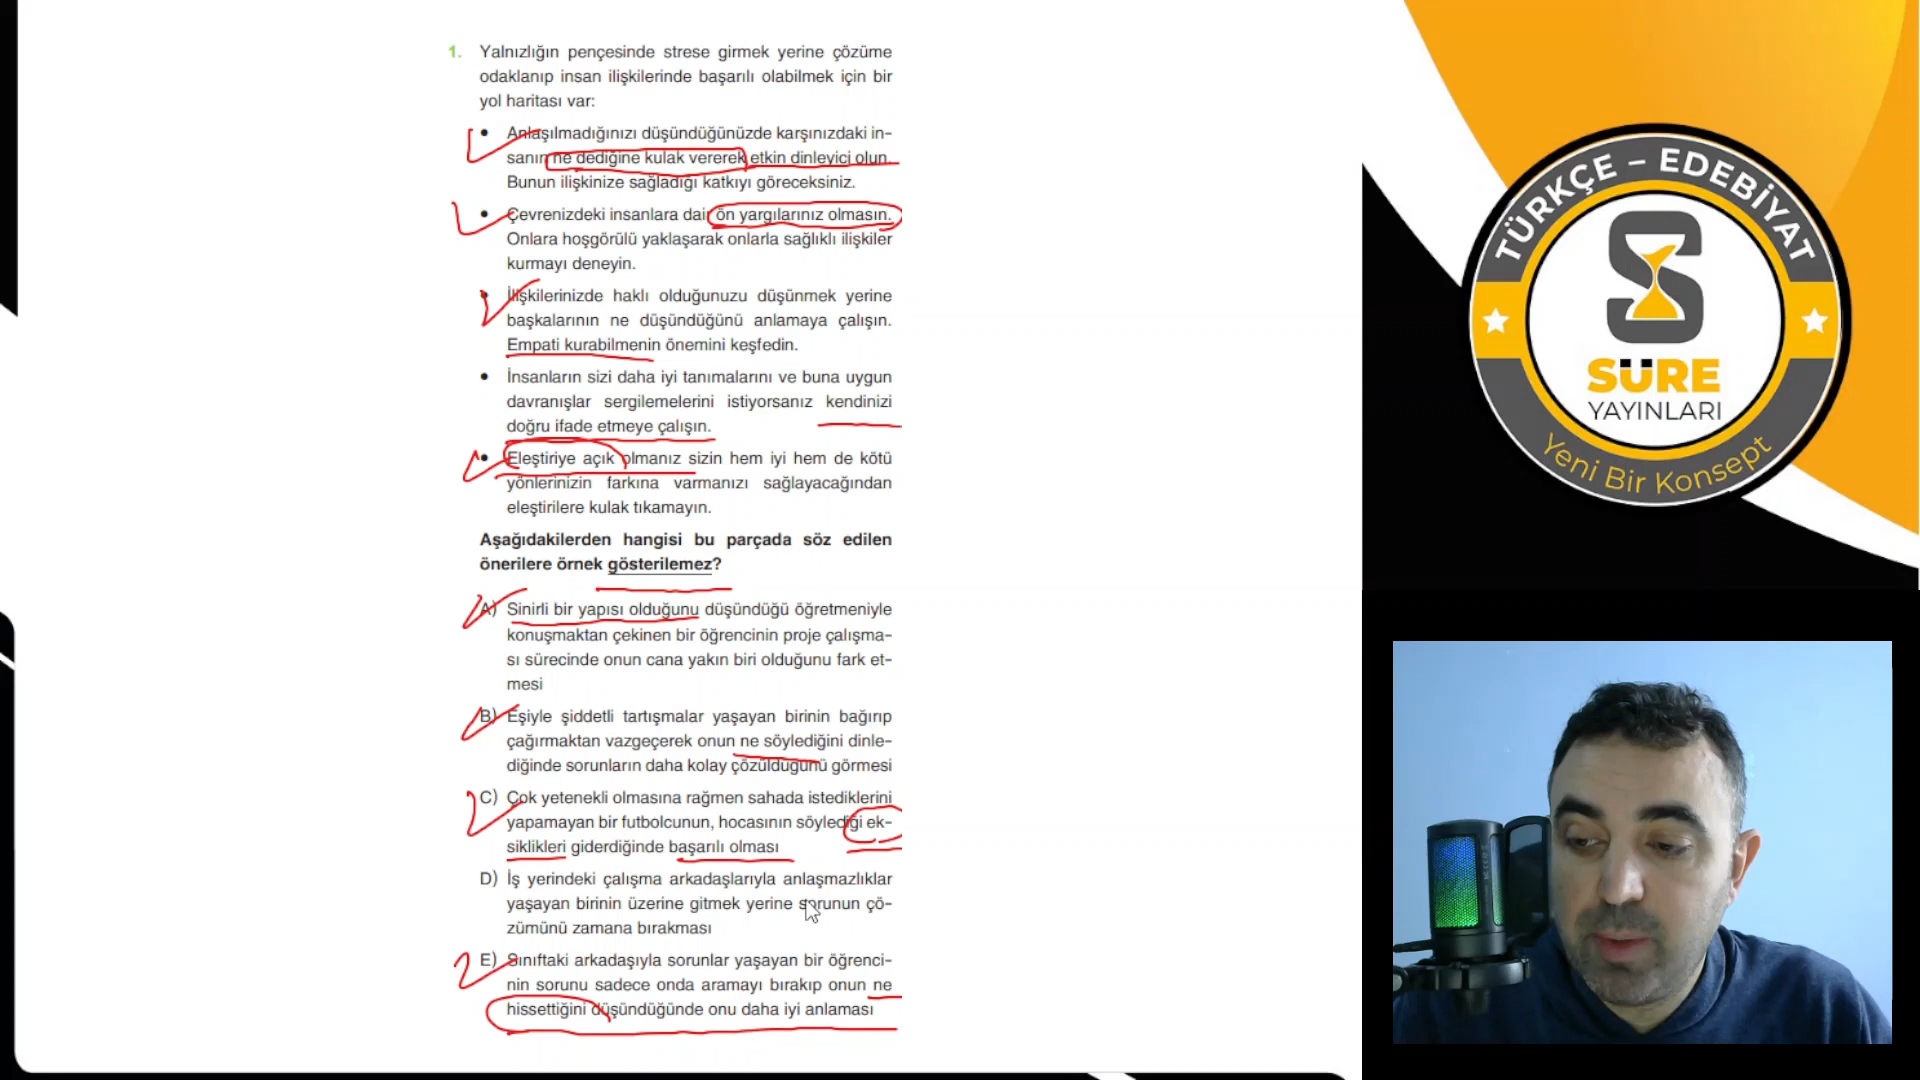 1. Yalnızlığın pençesinde strese girmek yerine çözüme
odaklanıp insan ilişkilerinde başarılı olabilmek için bir
yol haritası var:
• Anlaşılmadığınızı düşündüğünüzde karşınızdaki in-
sanın ne dediğine kulak vererek etkin dinleyici olun.
Bunun ilişkinize sağladığı katkıyı göreceksiniz.
• Çevrenizdeki insanlara dair ön yargılarınız olmasın.
Onlara hoşgörülü yaklaşarak onlarla sağlıklı ilişkiler
kurmayı deneyin.
• İlişkilerinizde haklı olduğunuzu düşünmek yerine
başkalarının ne düşündüğünü anlamaya çalışın.
Empati kurabilmenin önemini keşfedin.
• İnsanların sizi daha iyi tanımalarını ve buna uygun
davranışlar sergilemelerini istiyorsanız kendinizi
doğru ifade etmeye çalışın.
• Eleştiriye açık olmanız sizin hem iyi hem de kötü
yönlerinizin farkına varmanızı sağlayacağından
eleştirilere kulak tıkamayın.
Aşağıdakilerden hangisi bu parçada söz edilen
önerilere örnek gösterilemez?
A) Sinirli bir yapısı olduğunu düşündüğü öğretmeniyle
konuşmaktan çekinen bir öğrencinin proje çalışma-
sı sürecinde onun cana yakın biri olduğunu fark et-
mesi
B) Eşiyle şiddetli tartışmalar yaşayan birinin bağırıp
çağırmaktan vazgeçerek onun ne söylediğini dinle-
diğinde sorunların daha kolay çözüldüğünü görmesi
C) Çok yetenekli olmasına rağmen sahada istediklerini
yapamayan bir futbolcunun, hocasının söylediği ek-
siklikleri giderdiğinde başarılı olması
D) İş yerindeki çalışma arkadaşlarıyla anlaşmazlıklar
yaşayan birinin üzerine gitmek yerine sorunun çö-
zümünü zamana bırakması
E) Sınıftaki arkadaşıyla sorunlar yaşayan bir öğrenci-
nin sorunu sadece onda aramayı bırakıp onun ne
hissettiğini düşündüğünde onu daha iyi anlaması
TÜRKÇE – EDEBİYAT
SÜRE
YAYINLARI
Yeni Bir Konsept